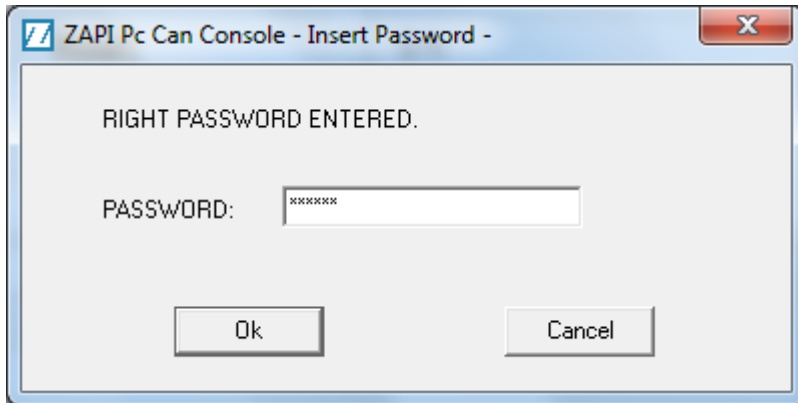 ZAPI Pc Can Console - Insert Password -
RIGHT PASSWORD ENTERED.
PASSWORD: ******
Ok Cancel